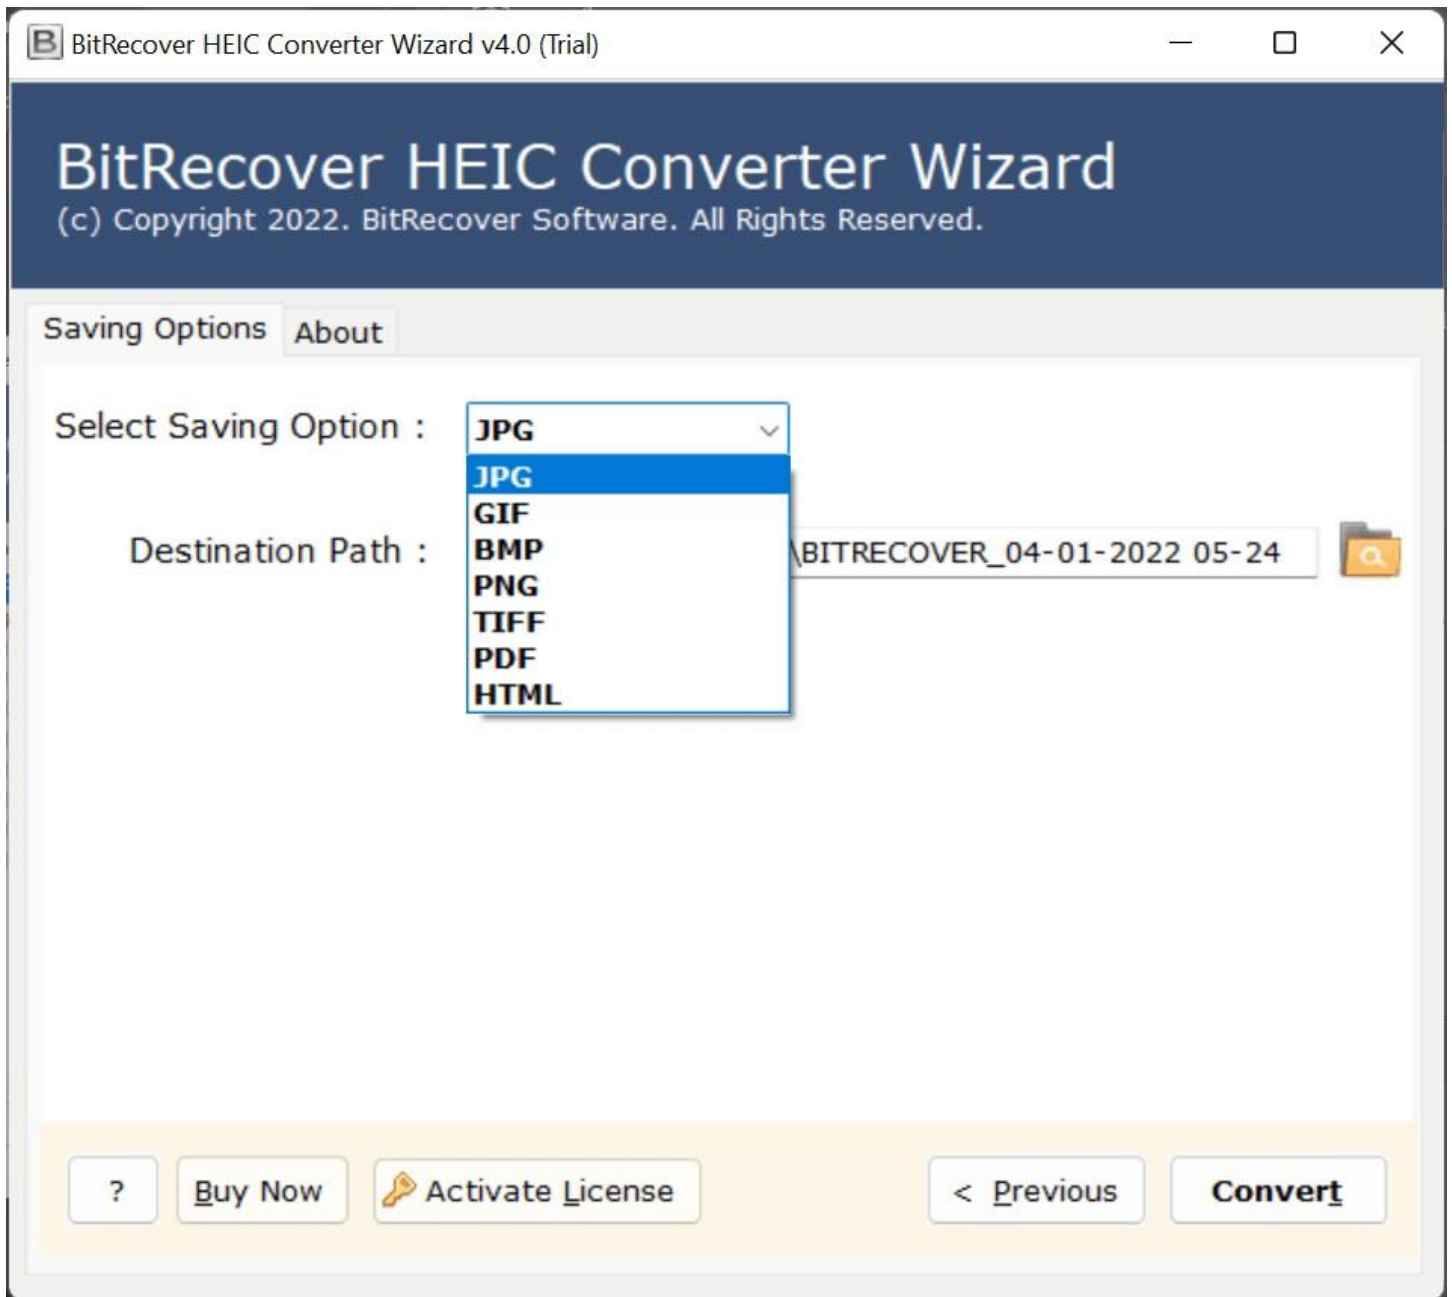 BitRecover HEIC Converter Wizard v4.0 (Trial)
BitRecover HEIC Converter Wizard
(c) Copyright 2022. BitRecover Software. All Rights Reserved.
Saving Options About
Select Saving Option : JPG
JPG
GIF
Destination Path : BMP \BITRECOVER_04-01-2022 05-24
PNG
TIFF
PDF
HTML
? Buy Now Activate License < Previous Convert